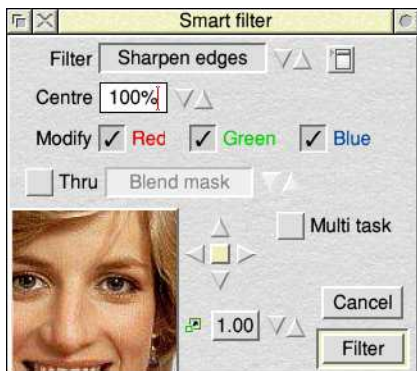 Smart filter
Filter Sharpen edges
Centre 100%
Modify Red Green Blue
Thru Blend mask
Multi task
Cancel
1.00
Filter